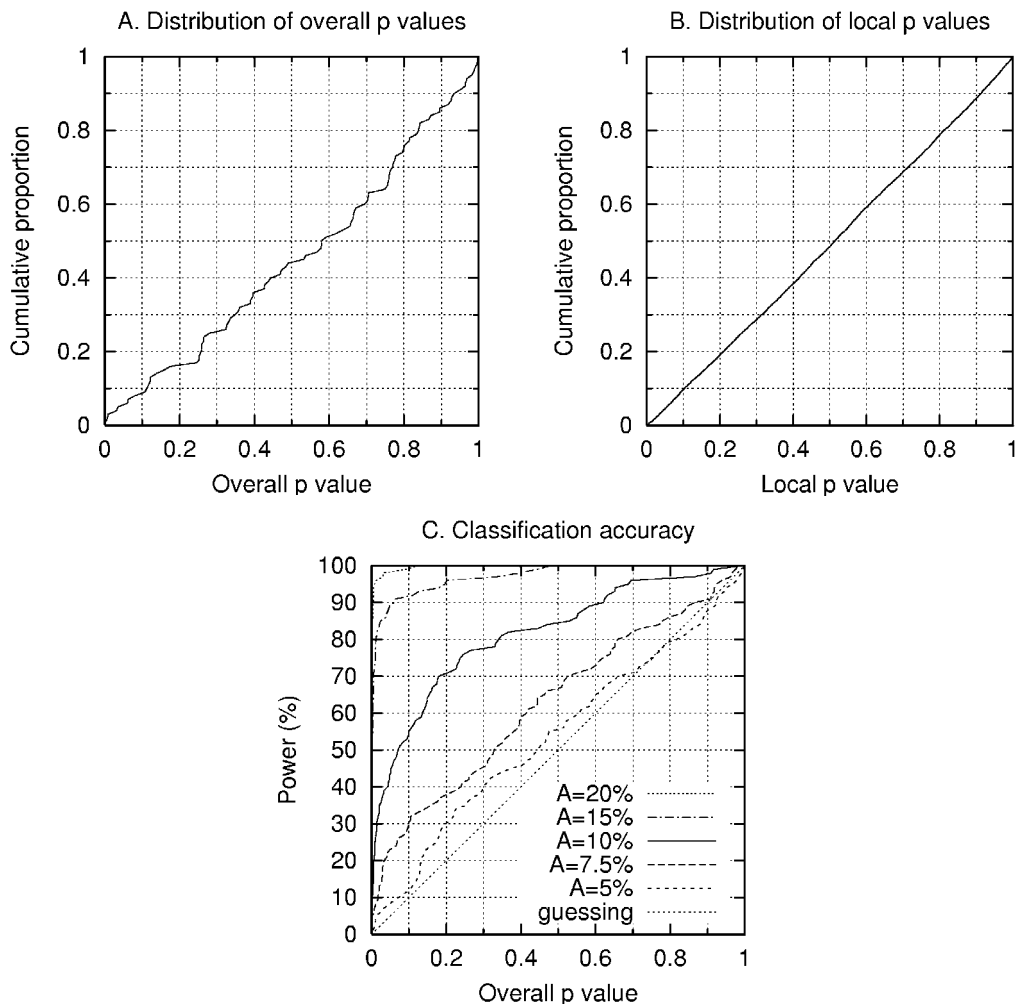 A. Distribution of overall p values
1
0.8
0.6
0.4
0.2
0
Cumulative proportion
0 0.2 0.4 0.6 0.8 1
Overall p value
B. Distribution of local p values
1
0.8
0.6
0.4
0.2
0
Cumulative proportion
0 0.2 0.4 0.6 0.8 1
Local p value
C. Classification accuracy
100
90
80
70
60
50
40
30
20
10
0
Power (%)
A=20%
A=15%
A=10%
A=7.5%
A=5%
guessing
0 0.2 0.4 0.6 0.8 1
Overall p value